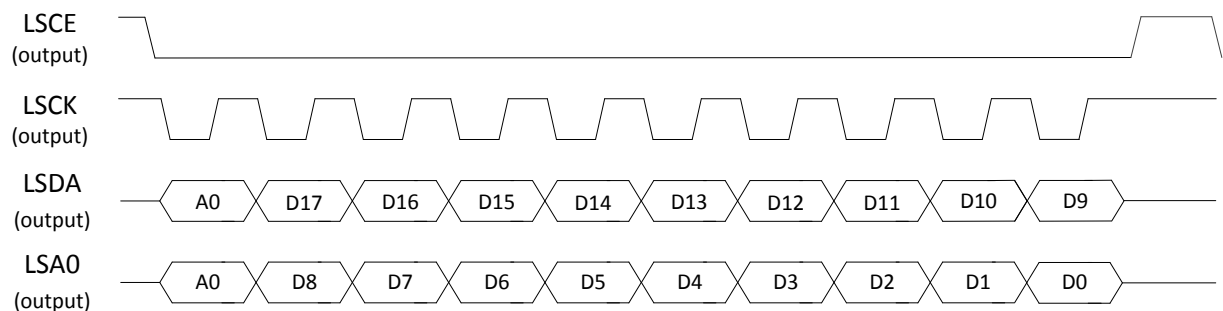 LSCE
(output)
LSCK
(output)
LSDA
(output)
A0 D17 D16 D15 D14 D13 D12 D11 D10 D9
LSA0
(output)
A0 D8 D7 D6 D5 D4 D3 D2 D1 D0